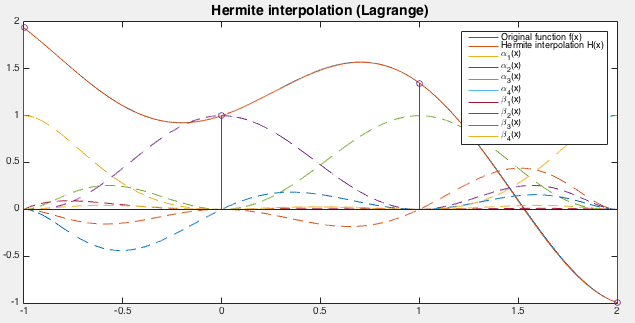 Hermite interpolation (Lagrange)
2
1.5
1
0.5
0
-0.5
-1
Original function f(x)
Hermite interpolation H(x)
α₁(x)
α₂(x)
α₃(x)
α₄(x)
β₁(x)
β₂(x)
β₃(x)
β₄(x)
-1 -0.5 0 0.5 1 1.5 2